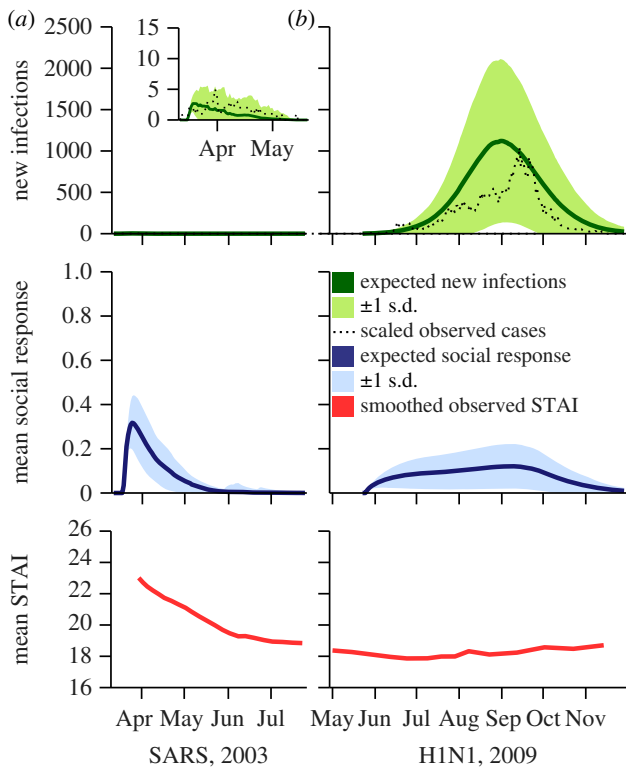 (a)
(b)
new infections
2500
2000
1500
1000
500
0
15
10
5
0
Apr May
mean social response
1.0
0.8
0.6
0.4
0.2
0
expected new infections
±1 s.d.
scaled observed cases
expected social response
±1 s.d.
smoothed observed STAI
mean STAI
26
24
22
20
18
16
Apr May Jun Jul
May Jun Jul Aug Sep Oct Nov
SARS, 2003
H1N1, 2009